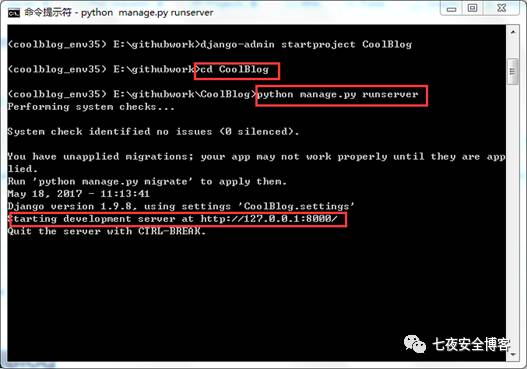 命令提示符 - python  manage.py runserver
(coolblog_env35) E:\githubwork>django-admin startproject CoolBlog
(coolblog_env35) E:\githubwork>cd CoolBlog
(coolblog_env35) E:\githubwork\CoolBlog>python manage.py runserver
Performing system checks...
System check identified no issues (0 silenced).
You have unapplied migrations; your app may not work properly until they are app
lied.
Run 'python manage.py migrate' to apply them.
May 18, 2017 - 11:13:41
Django version 1.9.8, using settings 'CoolBlog.settings'
Starting development server at http://127.0.0.1:8000/
Quit the server with CTRL-BREAK.
七夜安全博客